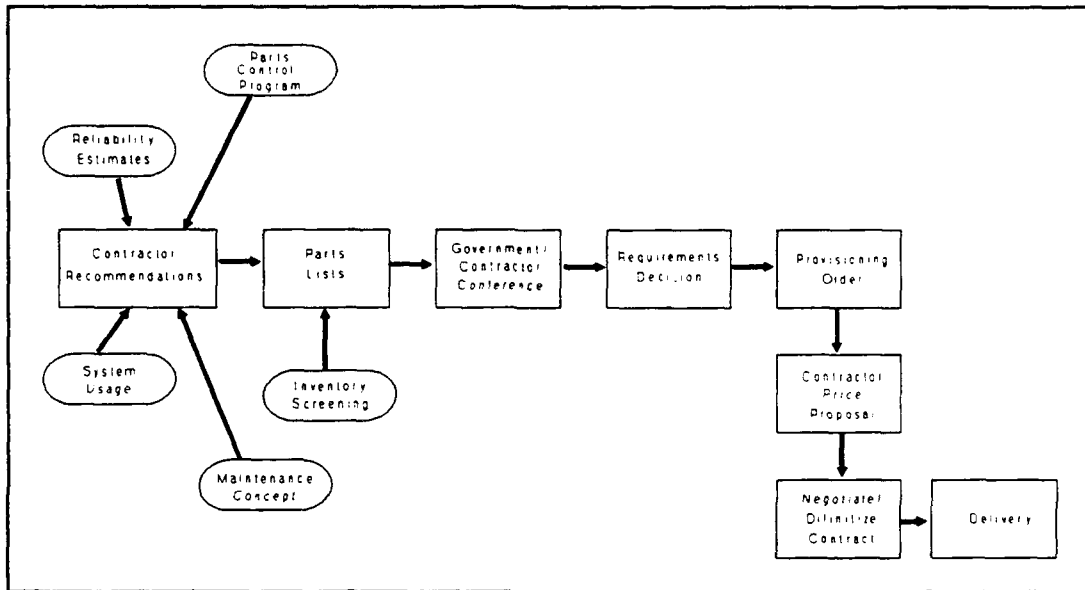 Parts
Control
Program
Reliability
Estimates
Contractor
Recommendations
Parts
Lists
Government/
Contractor
Conference
Requirements
Decision
Provisioning
Order
System
Usage
Inventory
Screening
Contractor
Price
Proposal
Maintenance
Concept
Negotiate/
Difinitize
Contract
Delivery